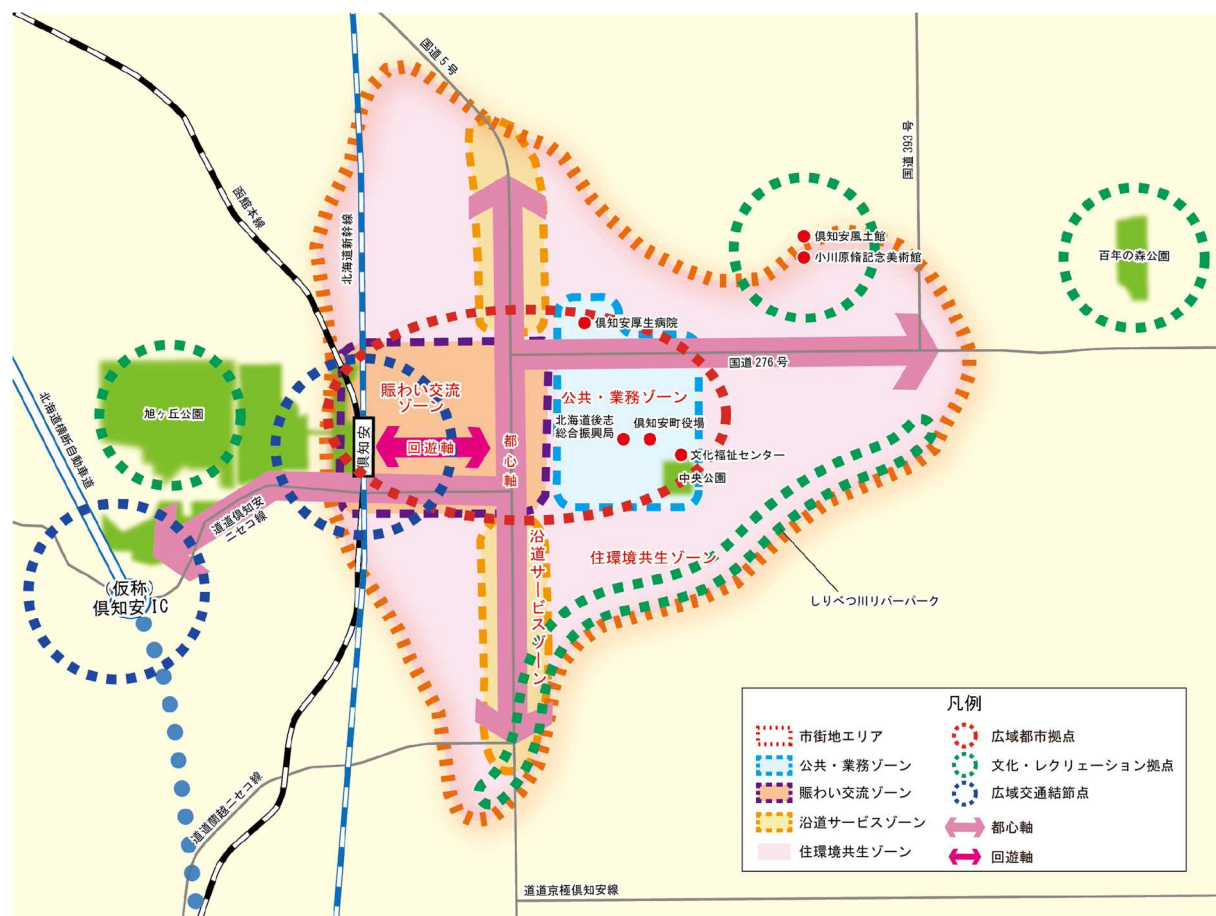 国道5号
国道393号
函館本線
北海道新幹線
倶知安風土館
小川原脩記念美術館
百年の森公園
倶知安厚生病院
国道276号
賑わい交流
ゾーン
公共・業務ゾーン
旭ヶ丘公園
北海道横断自動車道
倶知安
回遊軸
都心軸
北海道後志
総合振興局
倶知安町役場
文化福祉センター
中央公園
道道倶知安
ニセコ線
沿道サービスゾーン
住環境共生ゾーン
(仮称)
倶知安IC
しりべつ川リバーパーク
道道蘭越ニセコ線
道道京極倶知安線
凡例
市街地エリア
公共・業務ゾーン
賑わい交流ゾーン
沿道サービスゾーン
住環境共生ゾーン
広域都市拠点
文化・レクリェーション拠点
広域交通結節点
都心軸
回遊軸